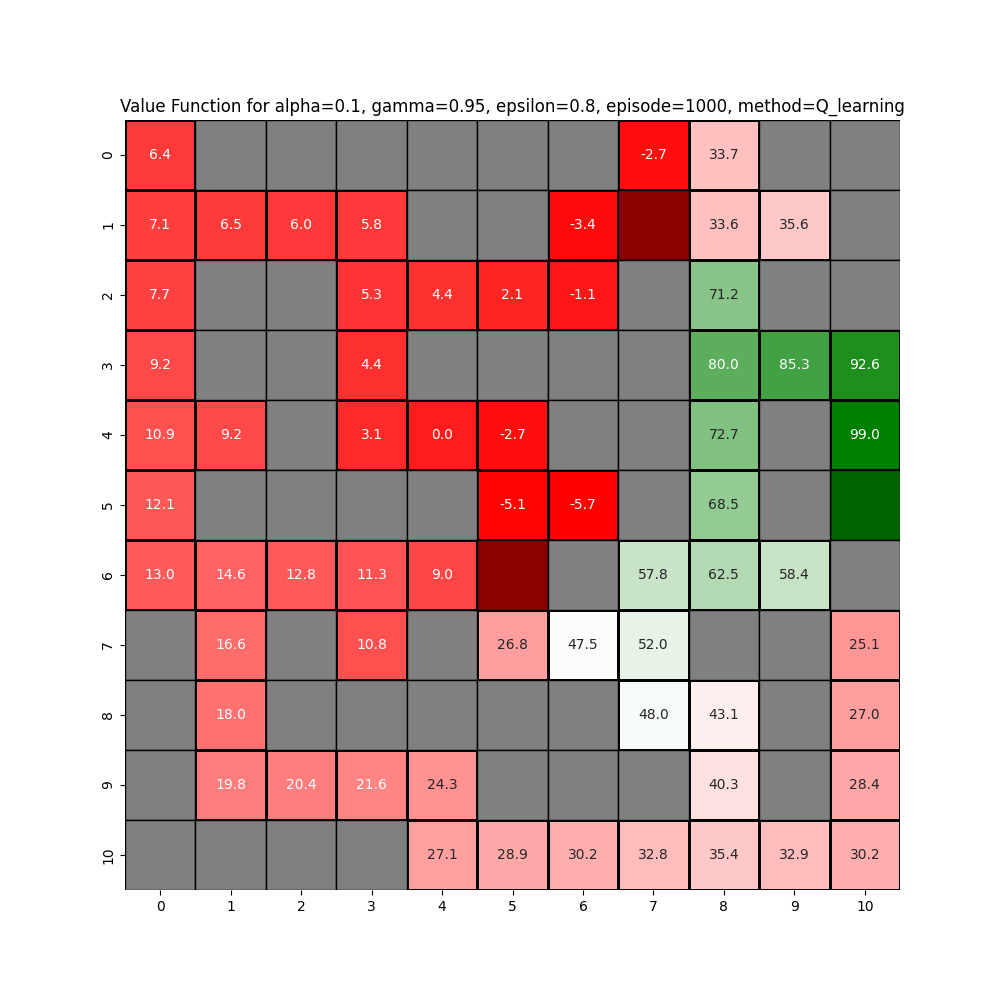 Value Function for alpha=0.1, gamma=0.95, epsilon=0.8, episode=1000, method=Q_learning
0 6.4 -2.7 33.7
1 7.1 6.5 6.0 5.8 -3.4 33.6 35.6
2 7.7 5.3 4.4 2.1 -1.1 71.2
3 9.2 4.4 80.0 85.3 92.6
4 10.9 9.2 3.1 0.0 -2.7 72.7 99.0
5 12.1 -5.1 -5.7 68.5
6 13.0 14.6 12.8 11.3 9.0 57.8 62.5 58.4
7 16.6 10.8 26.8 47.5 52.0 25.1
8 18.0 48.0 43.1 27.0
9 19.8 20.4 21.6 24.3 40.3 28.4
10 27.1 28.9 30.2 32.8 35.4 32.9 30.2
0 1 2 3 4 5 6 7 8 9 10